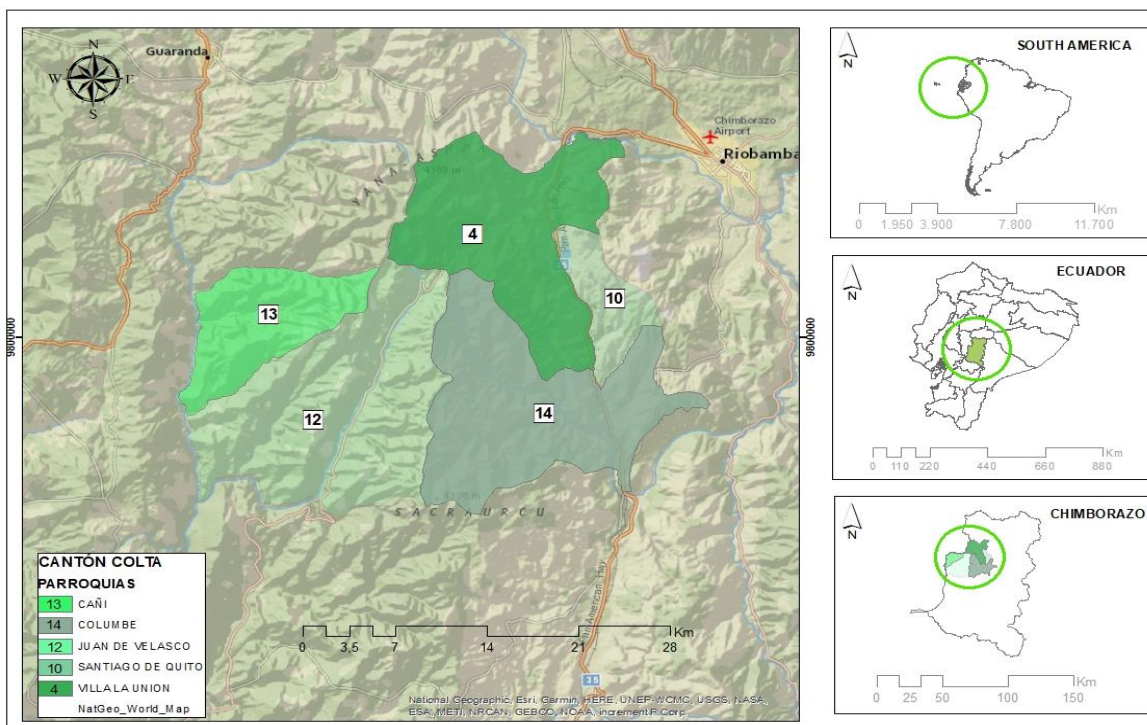 Guaranda
N
W E
S
Chimborazo
Airport
Riobamba
YANA
4
10
13
12
14
SACRAURCU
an American Hwy
35
9800000
9800000
CANTÓN COLTA
PARROQUIAS
13 CAÑI
14 COLUMBE
12 JUAN DE VELASCO
10 SANTIAGO DE QUITO
4 VILLA LA UNION
NatGeo_World_Map
Km
0 3,5 7 14 21 28
National Geographic, Esri, Garmin, HERE, UNEP-WCMC, USGS, NASA,
ESA, METI, NRCAN, GEBCO, NOAA, increment P Corp.
SOUTH AMERICA
N
Km
0 1.950 3.900 7.800 11.700
ECUADOR
N
Km
0 110 220 440 660 880
CHIMBORAZO
N
Km
0 25 50 100 150